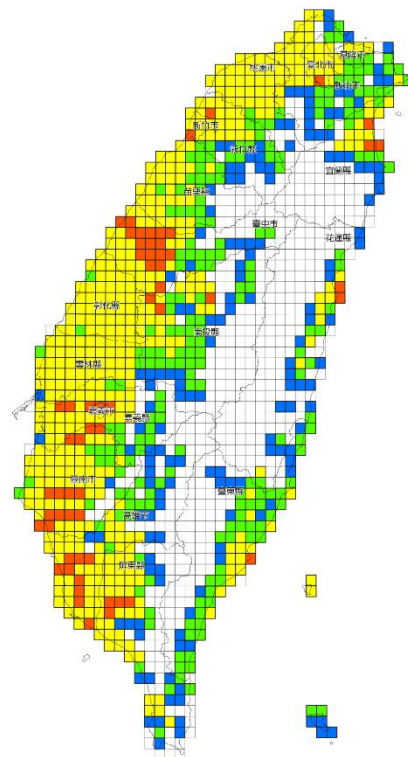 基隆市
臺北市
桃園市
新北市
新竹市
新竹縣
宜蘭縣
苗栗縣
臺中市
花蓮縣
彰化縣
南投縣
雲林縣
嘉義市
嘉義縣
臺南市
臺東縣
高雄市
屏東縣